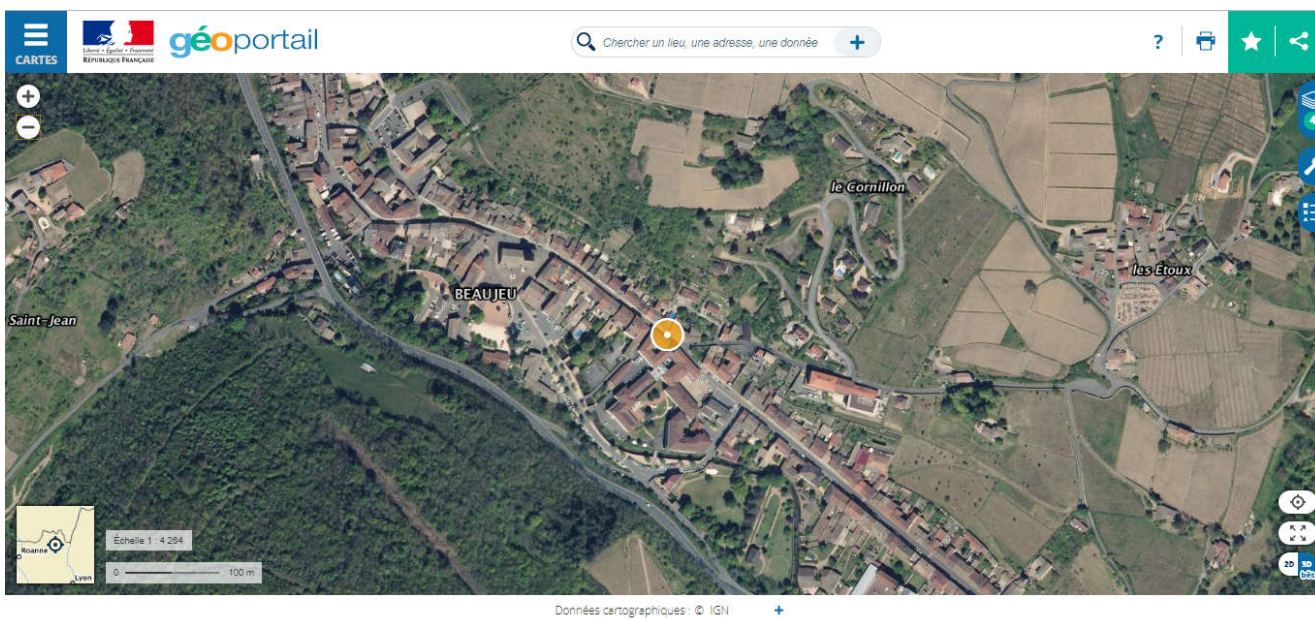 CARTES
Liberté • Égalité • Fraternité
RÉPUBLIQUE FRANÇAISE
géoportail
Chercher un lieu, une adresse, une donnée
+
?
+
−
le Cornillon
les Étoux
BEAUJEU
Saint-Jean
Roanne
Lyon
Échelle 1 : 4 264
0 100 m
2D 3D
bêta
Données cartographiques : © IGN +